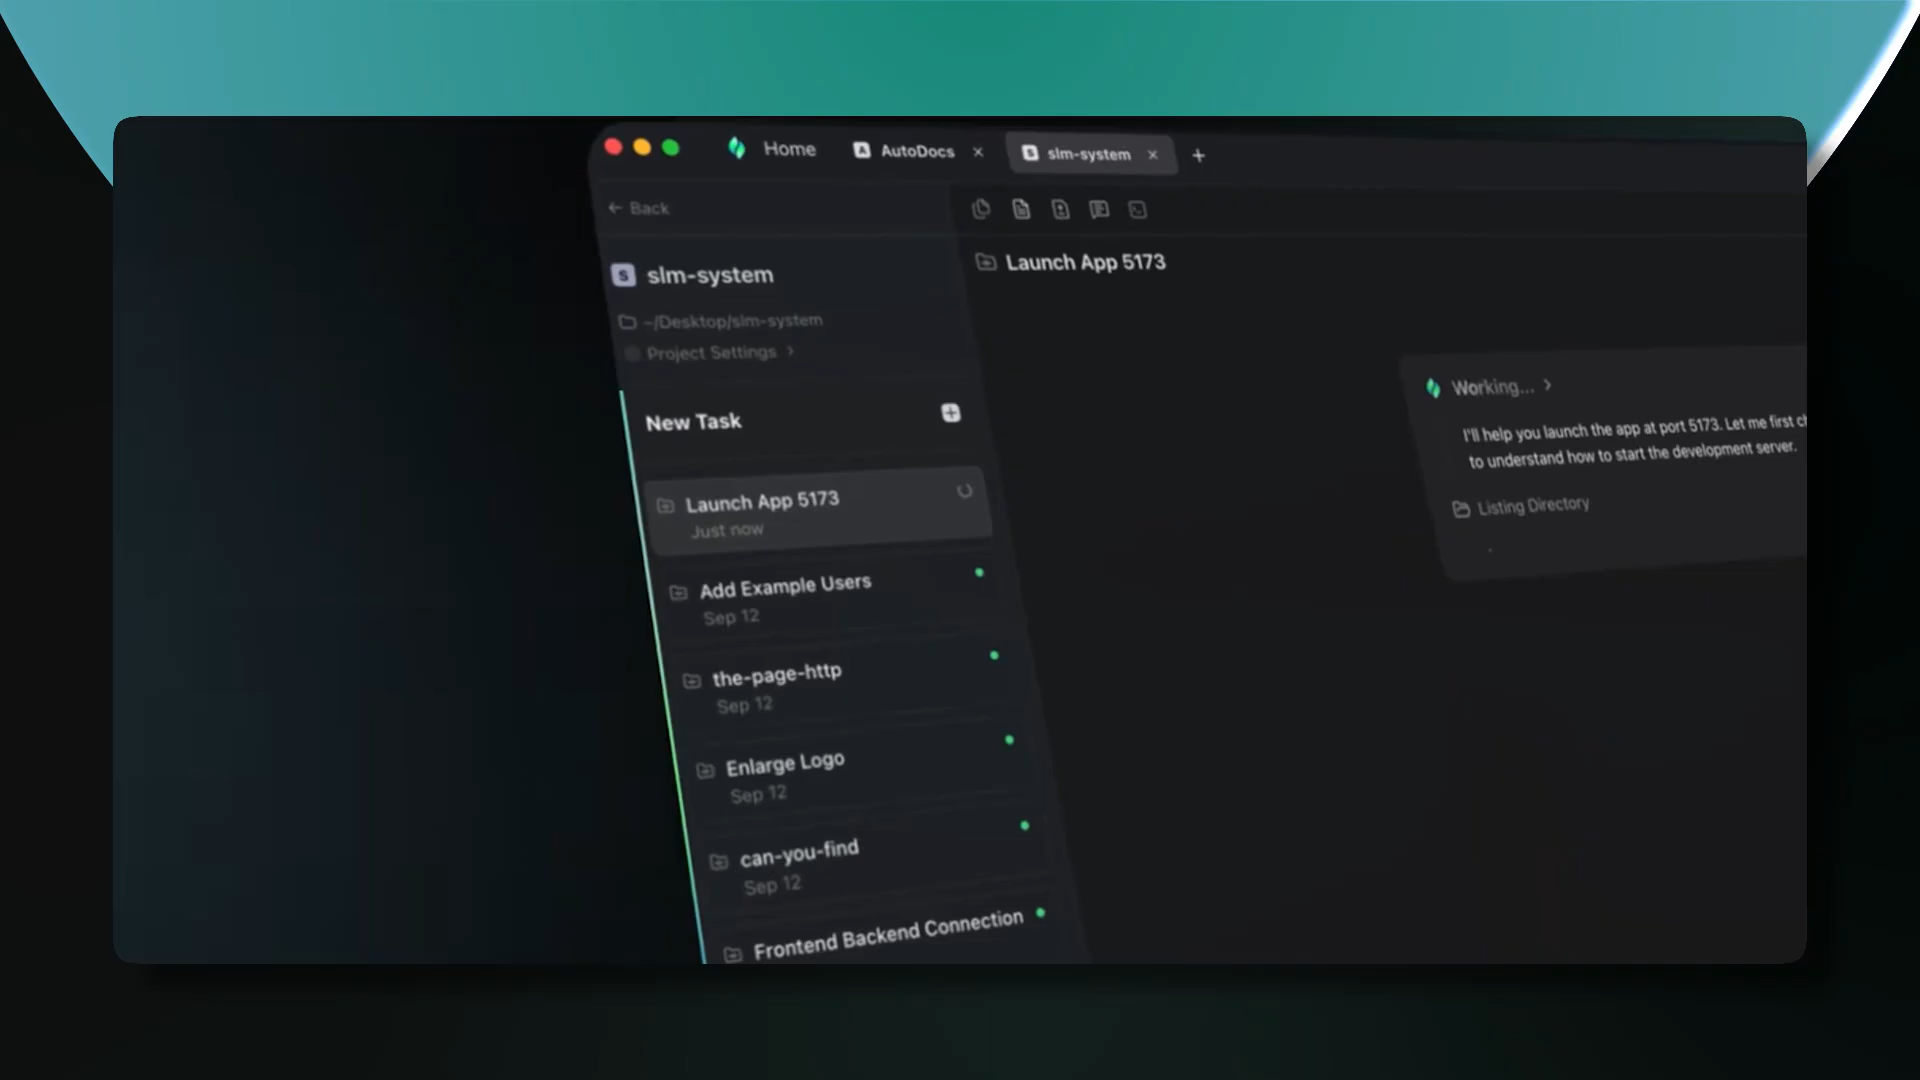 Home
AutoDocs
slm-system
Back
S slm-system
~/Desktop/slm-system
Project Settings
New Task
Launch App 5173
Just now
Add Example Users
Sep 12
the-page-http
Sep 12
Enlarge Logo
Sep 12
can-you-find
Sep 12
Frontend Backend Connection
Launch App 5173
Working...
I'll help you launch the app at port 5173. Let me first
to understand how to start the development server.
Listing Directory